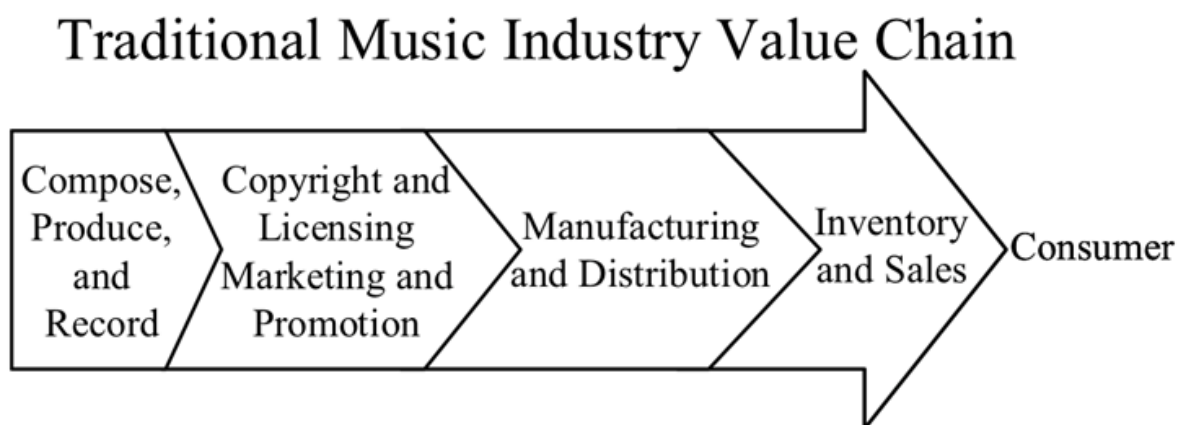 Traditional Music Industry Value Chain
Compose,
Produce,
and
Record
Copyright and
Licensing
Marketing and
Promotion
Manufacturing
and Distribution
Inventory
and Sales
Consumer